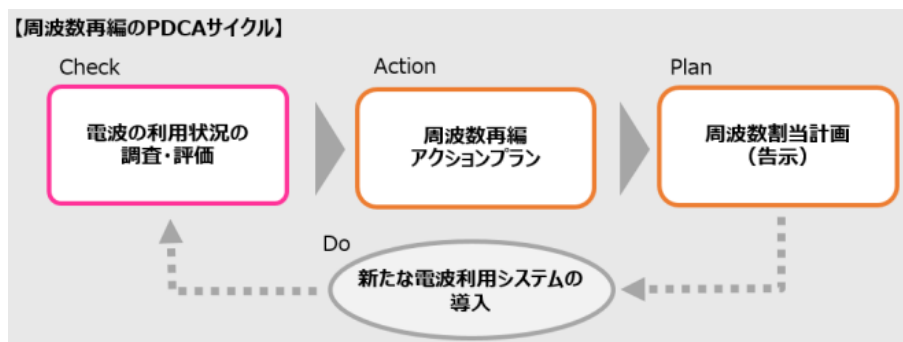 【周波数再編のPDCAサイクル】
Check
電波の利用状況の
調査・評価
Action
周波数再編
アクションプラン
Plan
周波数割当計画
（告示）
Do
新たな電波利用システムの
導入